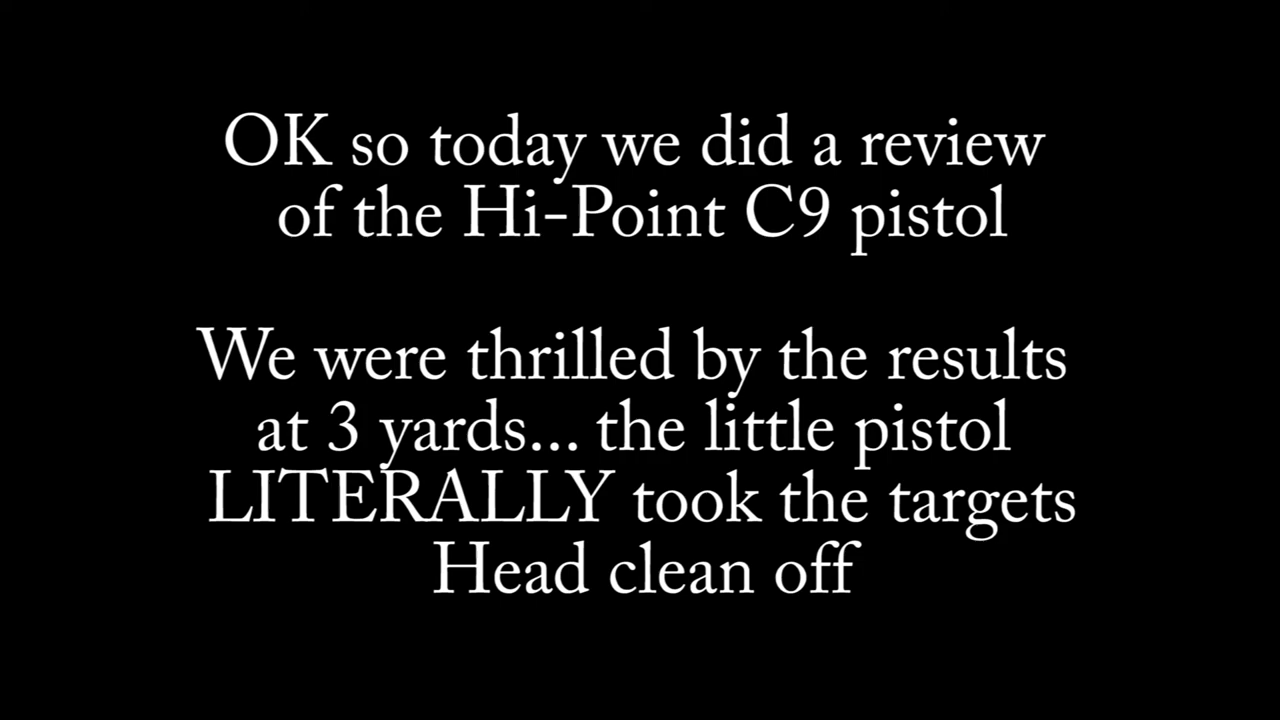 OK so today we did a review
of the Hi-Point C9 pistol
We were thrilled by the results
at 3 yards... the little pistol
LITERALLY took the targets
Head clean off